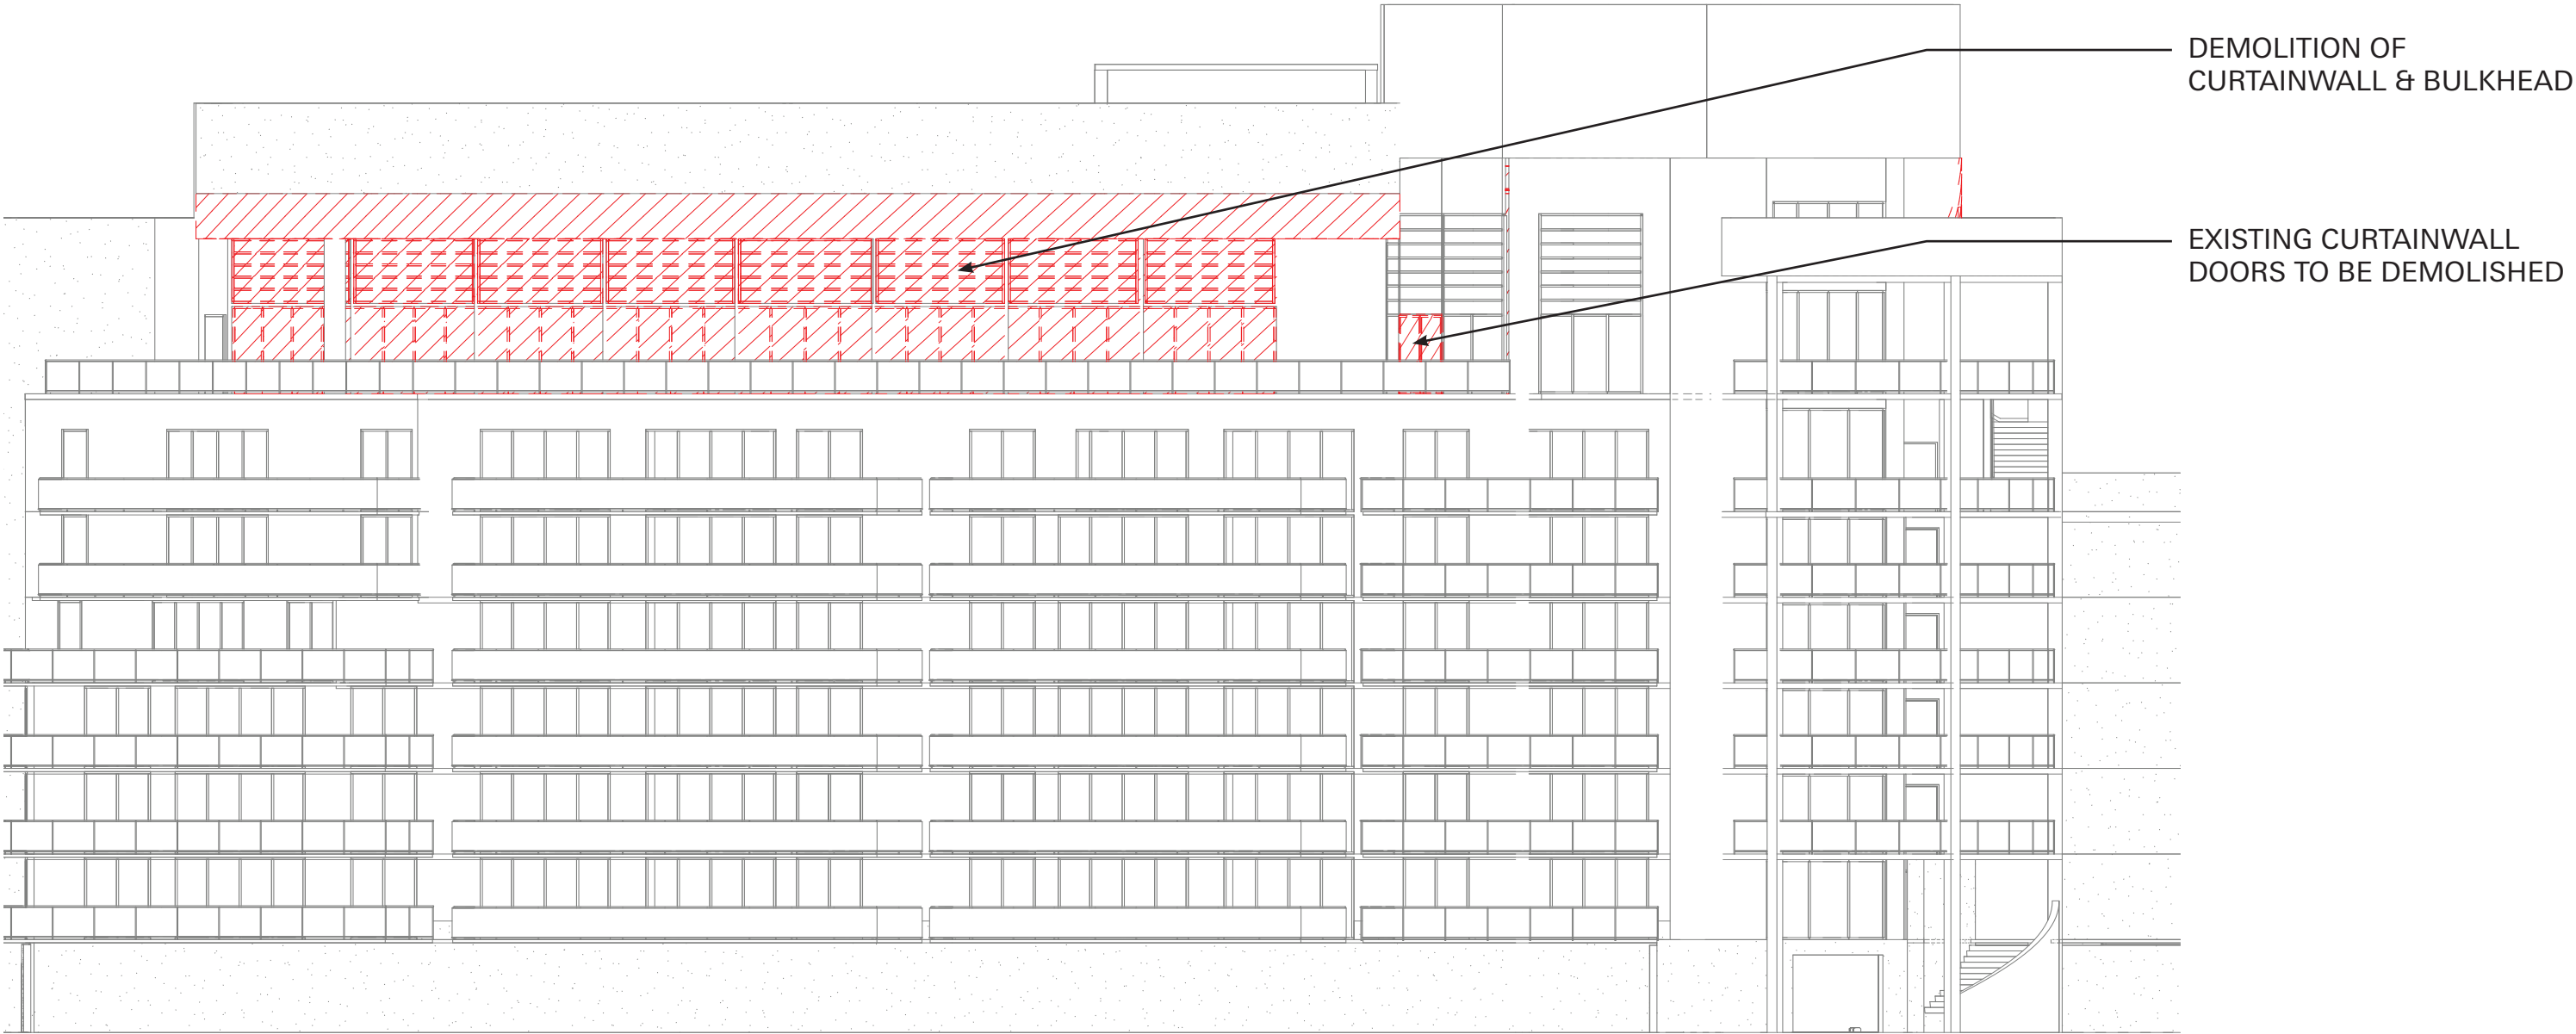 DEMOLITION OF
CURTAINWALL & BULKHEAD
EXISTING CURTAINWALL
DOORS TO BE DEMOLISHED